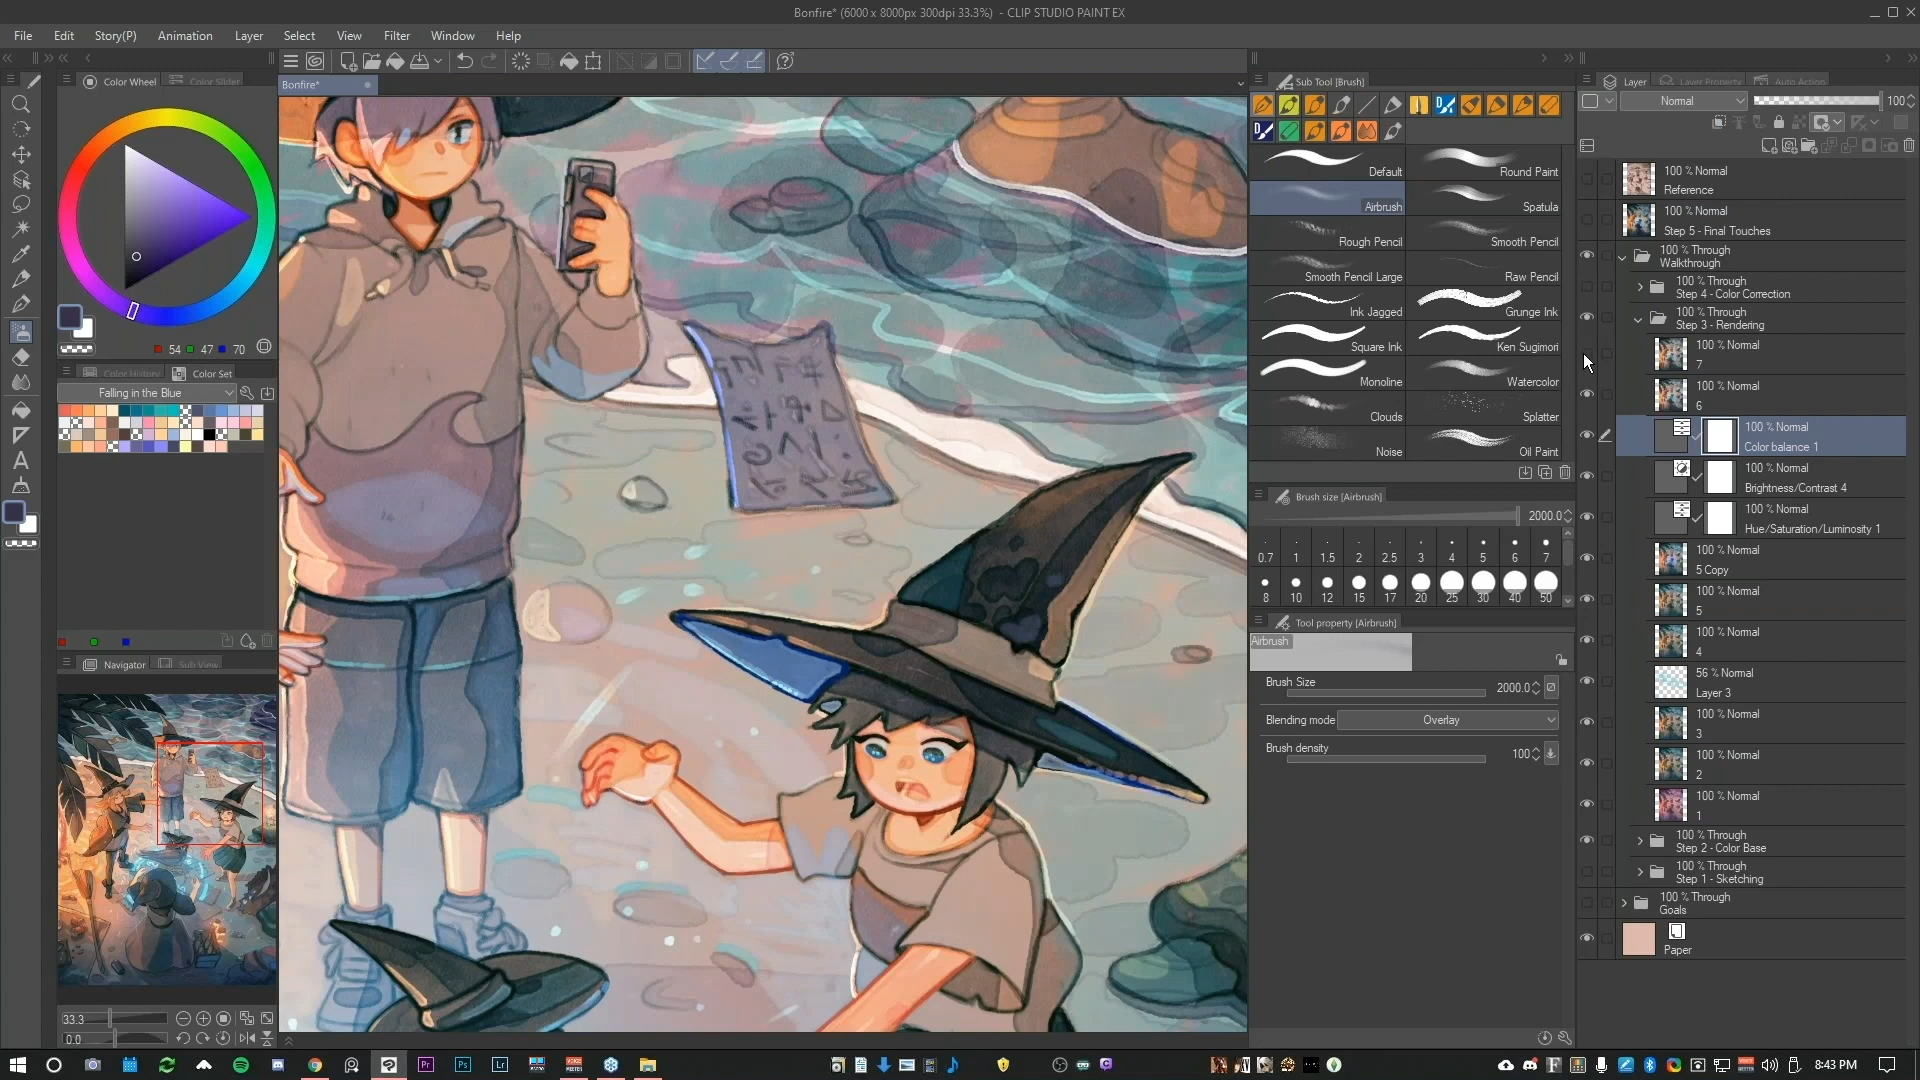 Bonfire* (6000 x 8000px 300dpi 33.3%) - CLIP STUDIO PAINT EX
File Edit Story(P) Animation Layer Select View Filter Window Help
Color Wheel Color Slider
Bonfire*
Sub Tool [Brush]
Layer Layer Property Auto Action
Normal 100
Default Round Paint
Airbrush Spatula
Rough Pencil Smooth Pencil
Smooth Pencil Large Raw Pencil
Ink Jagged Grunge Ink
Square Ink Ken Sugimori
Monoline Watercolor
Clouds Splatter
Noise Oil Paint
Brush size [Airbrush]
2000.0
0.7 1 1.5 2 2.5 3 4 5 6 7
8 10 12 15 17 20 25 30 40 50
Tool property [Airbrush]
Airbrush
Brush Size 2000.0
Blending mode Overlay
Brush density 100
54 47 70
Color History Color Set
Falling in the Blue
Navigator Sub View
33.3
0.0
100 % Normal
Reference
100 % Normal
Step 5 - Final Touches
100 % Through
Walkthrough
100 % Through
Step 4 - Color Correction
100 % Through
Step 3 - Rendering
100 % Normal
7
100 % Normal
6
100 % Normal
Color balance 1
100 % Normal
Brightness/Contrast 4
100 % Normal
Hue/Saturation/Luminosity 1
100 % Normal
5 Copy
100 % Normal
5
100 % Normal
4
56 % Normal
Layer 3
100 % Normal
3
100 % Normal
2
100 % Normal
1
100 % Through
Step 2 - Color Base
100 % Through
Step 1 - Sketching
100 % Through
Goals
Paper
Pr Ps Lr
8:43 PM